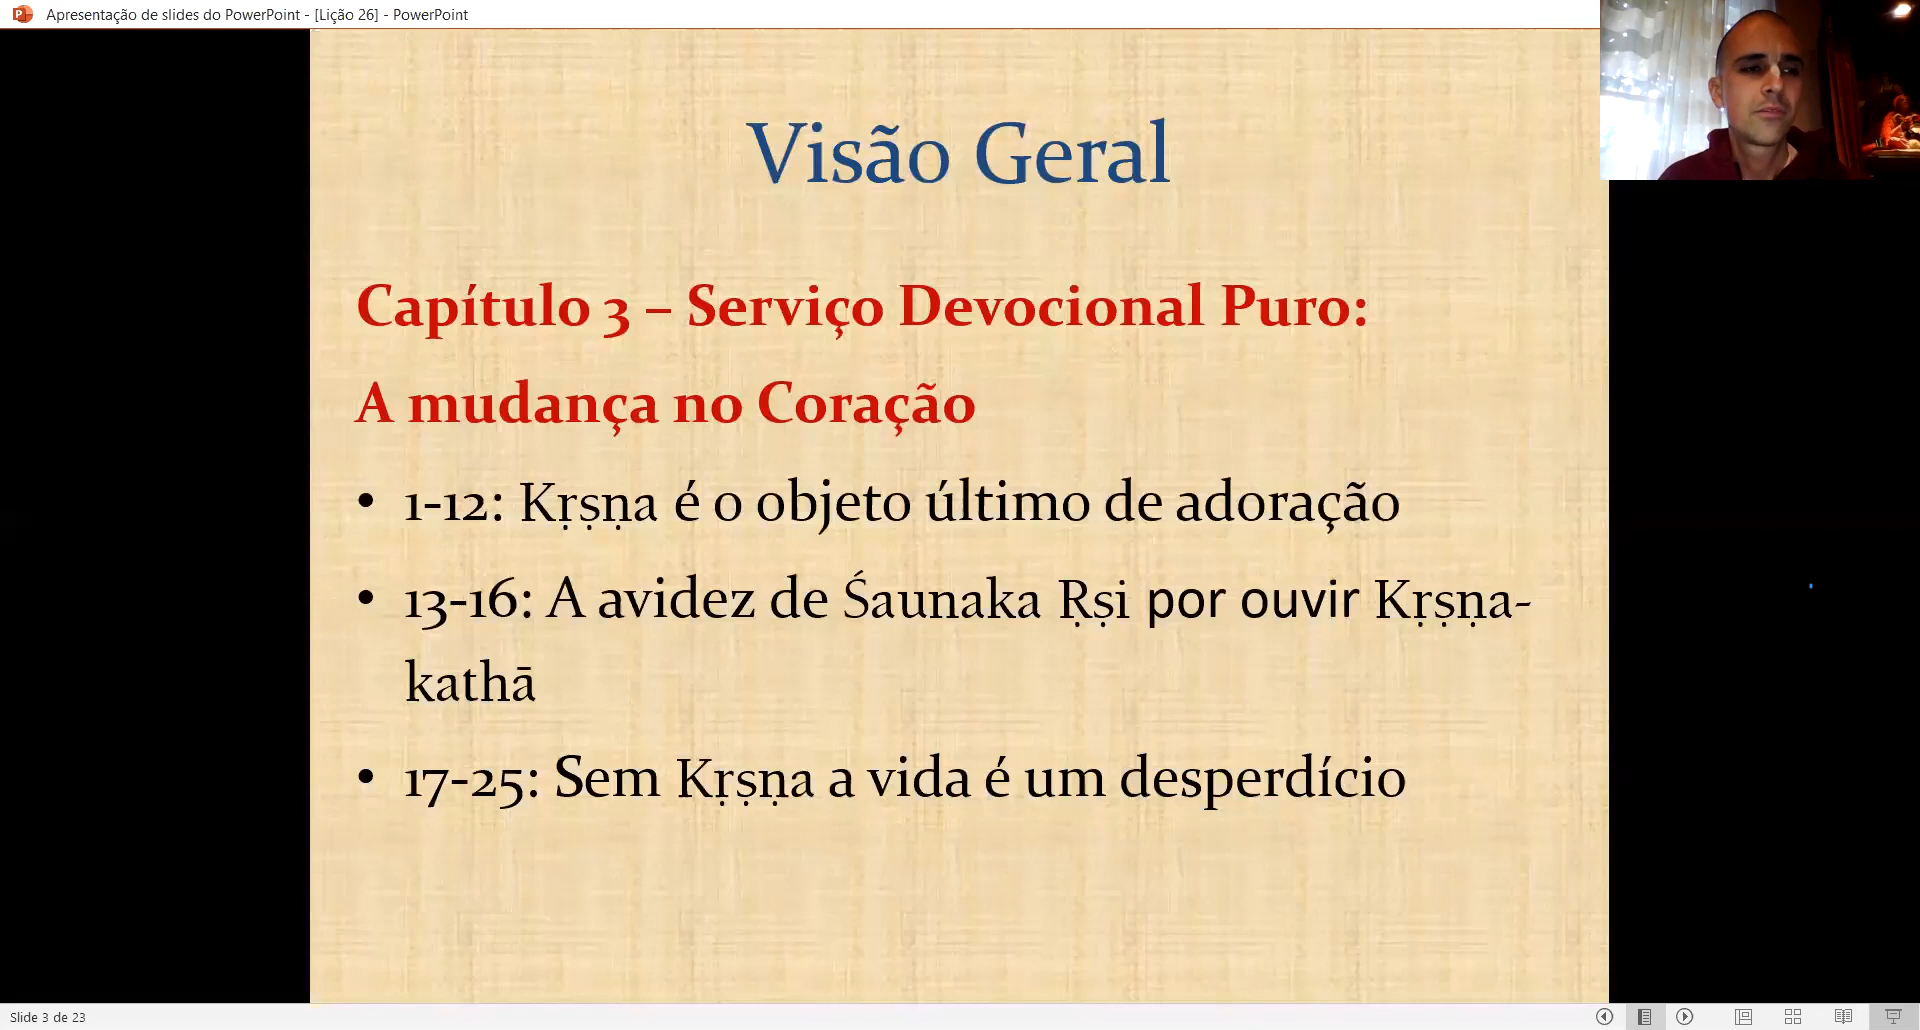 Apresentação de slides do PowerPoint - [Lição 26] - PowerPoint
Visão Geral
Capítulo 3 – Serviço Devocional Puro:
A mudança no Coração
• 1-12: Kṛṣṇa é o objeto último de adoração
• 13-16: A avidez de Śaunaka Ṛṣi por ouvir Kṛṣṇa-
kathā
• 17-25: Sem Kṛṣṇa a vida é um desperdício
Slide 3 de 23